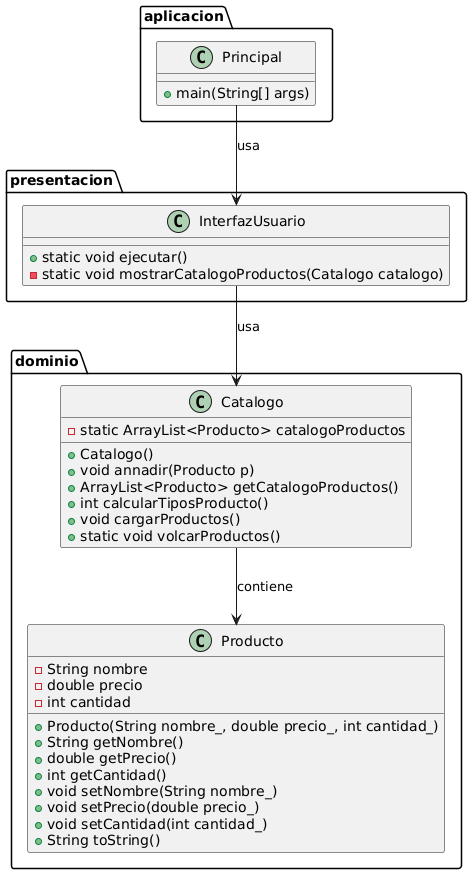 aplicacion
C Principal
main(String[] args)
usa
presentacion
C InterfazUsuario
static void ejecutar()
static void mostrarCatalogoProductos(Catalogo catalogo)
usa
dominio
C Catalogo
static ArrayList<Producto> catalogoProductos
Catalogo()
void annadir(Producto p)
ArrayList<Producto> getCatalogoProductos()
int calcularTiposProducto()
void cargarProductos()
static void volcarProductos()
contiene
C Producto
String nombre
double precio
int cantidad
Producto(String nombre_, double precio_, int cantidad_)
String getNombre()
double getPrecio()
int getCantidad()
void setNombre(String nombre_)
void setPrecio(double precio_)
void setCantidad(int cantidad_)
String toString()